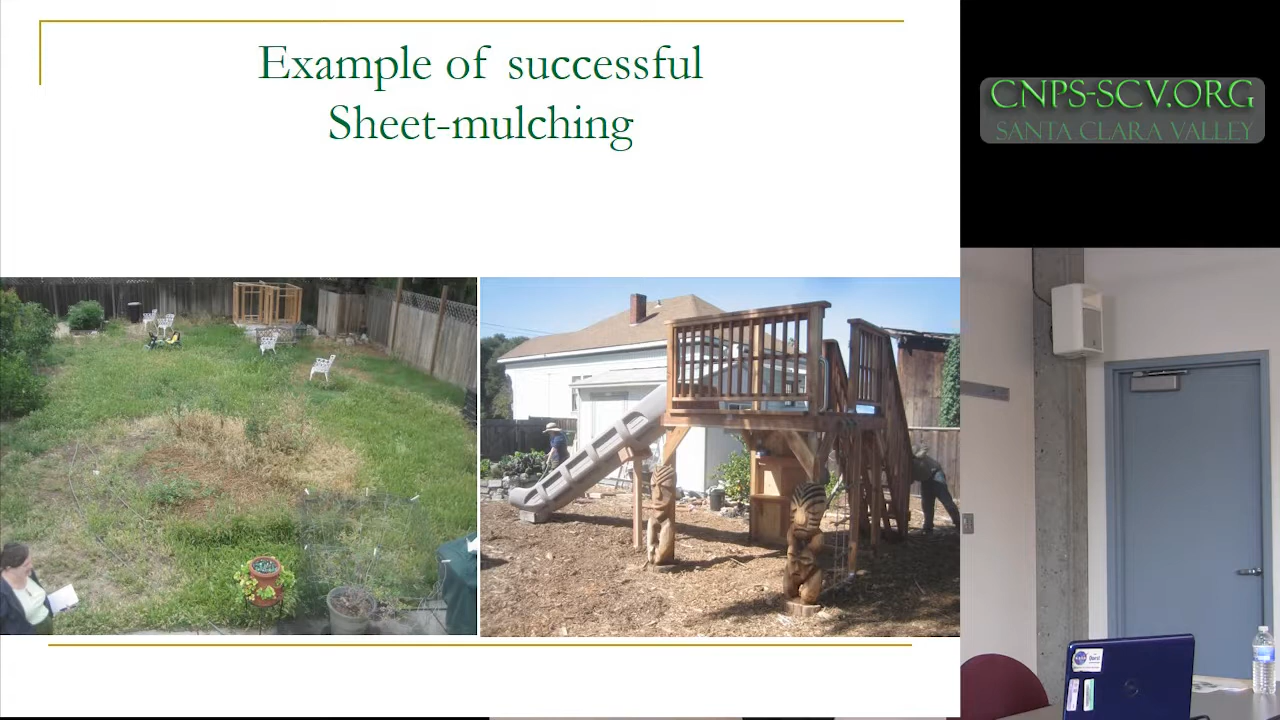 Example of successful
Sheet-mulching
CNPS-SCV.ORG
SANTA CLARA VALLEY